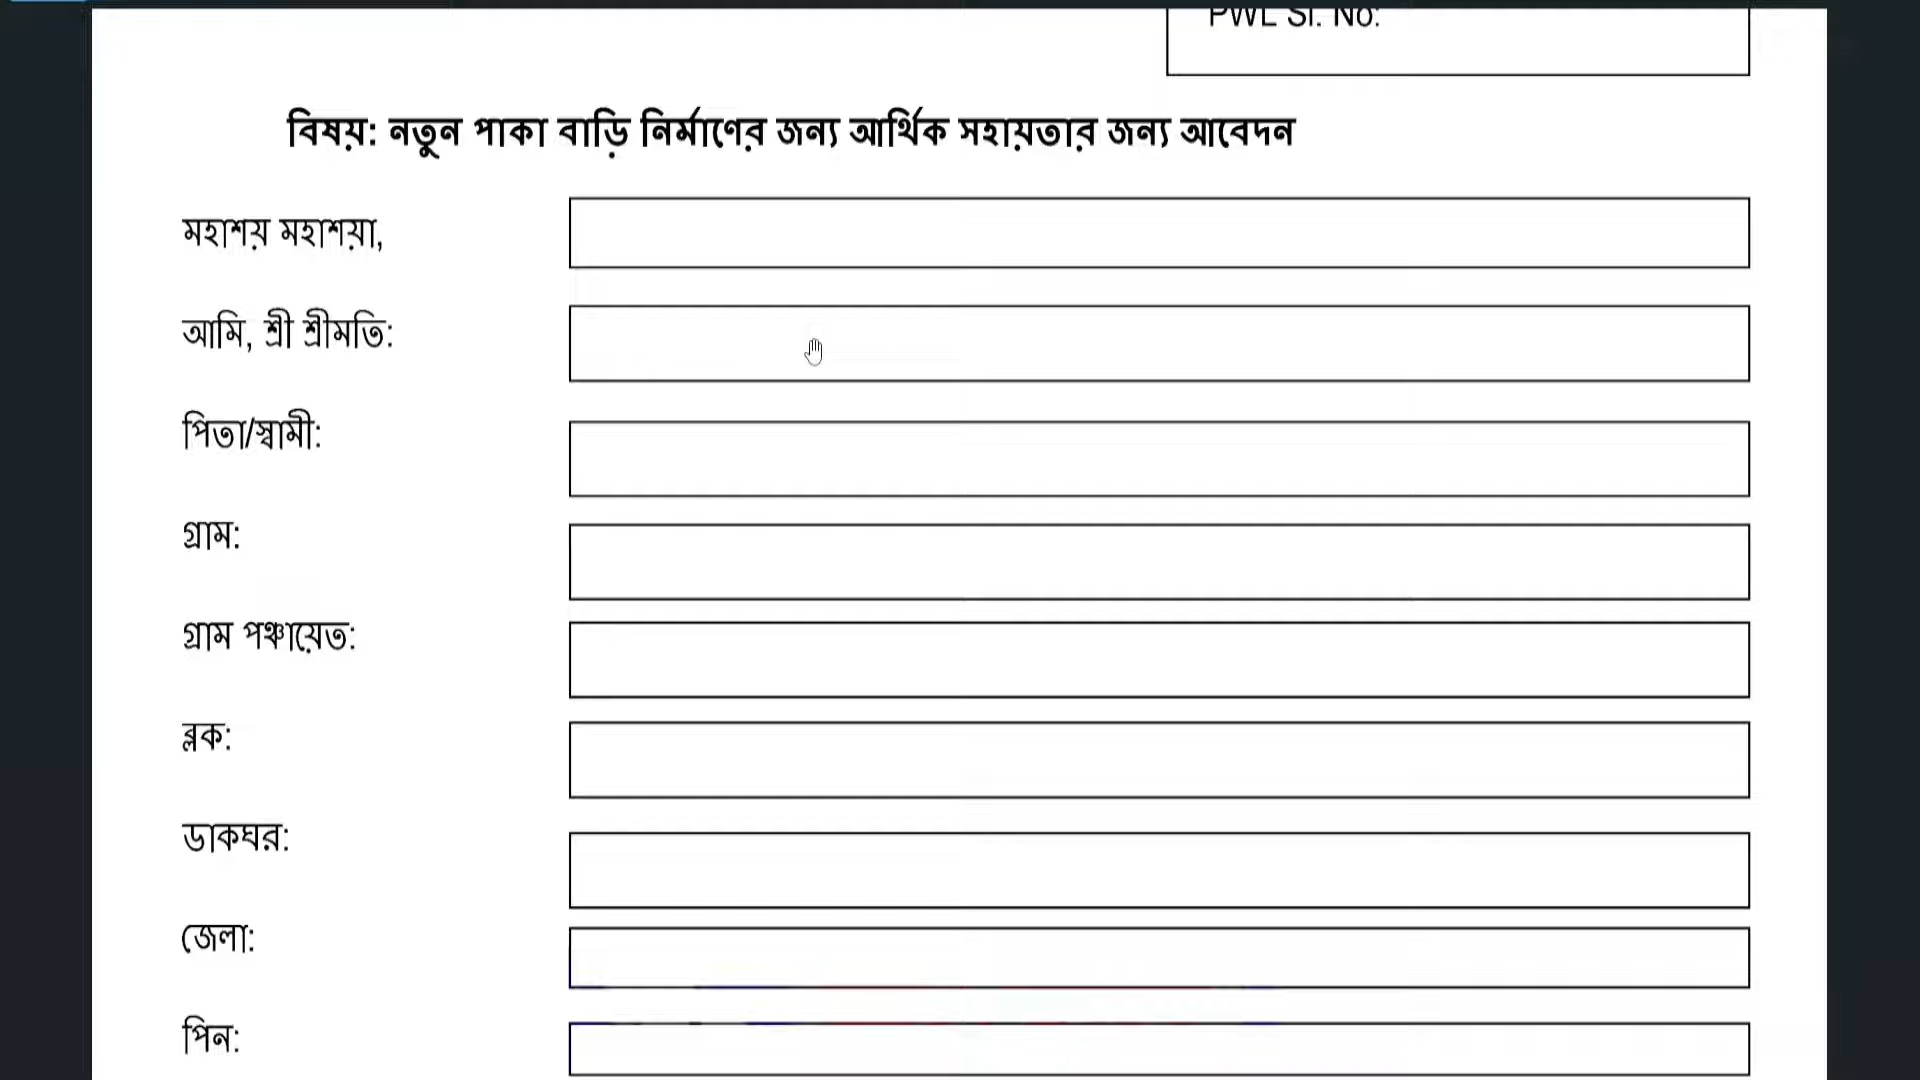 PWL Sl. No:
বিষয়: নতুন পাকা বাড়ি নির্মাণের জন্য আর্থিক সহায়তার জন্য আবেদন
মহাশয় মহাশয়া,
আমি, শ্রী শ্রীমতি:
পিতা/স্বামী:
গ্রাম:
গ্রাম পঞ্চায়েত:
ব্লক:
ডাকঘর:
জেলা:
পিন: